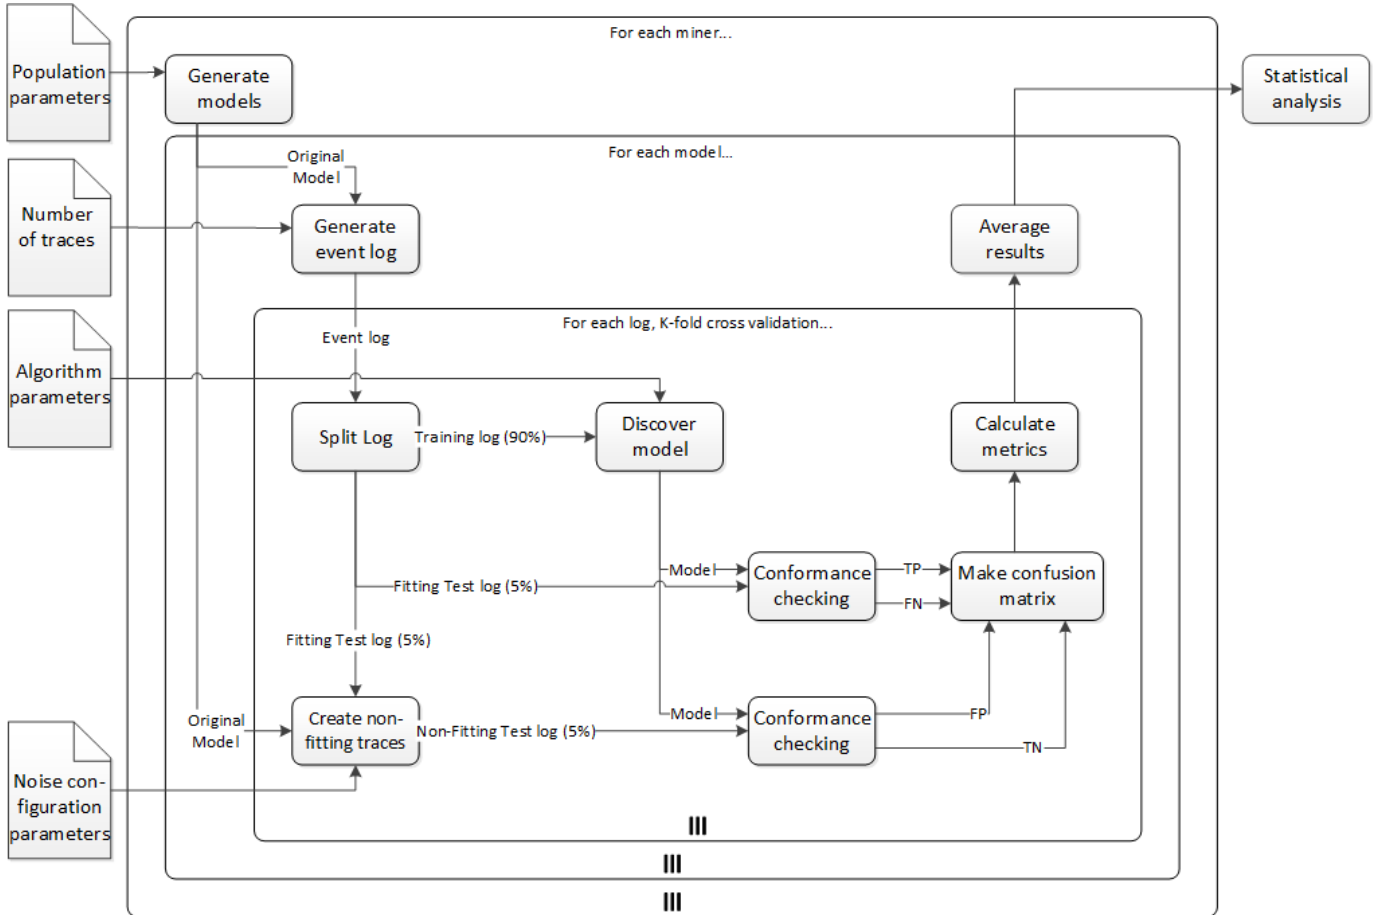 For each miner...
Population
parameters
Generate
models
Statistical
analysis
For each model...
Original
Model
Number
of traces
Generate
event log
Average
results
For each log, K-fold cross validation...
Event log
Algorithm
parameters
Split Log
Training log (90%)
Discover
model
Calculate
metrics
Model
Conformance
checking
TP
FN
Make confusion
matrix
Fitting Test log (5%)
Fitting Test log (5%)
Original
Model
Create non-
fitting traces
Non-Fitting Test log (5%)
Model
Conformance
checking
FP
TN
Noise con-
figuration
parameters